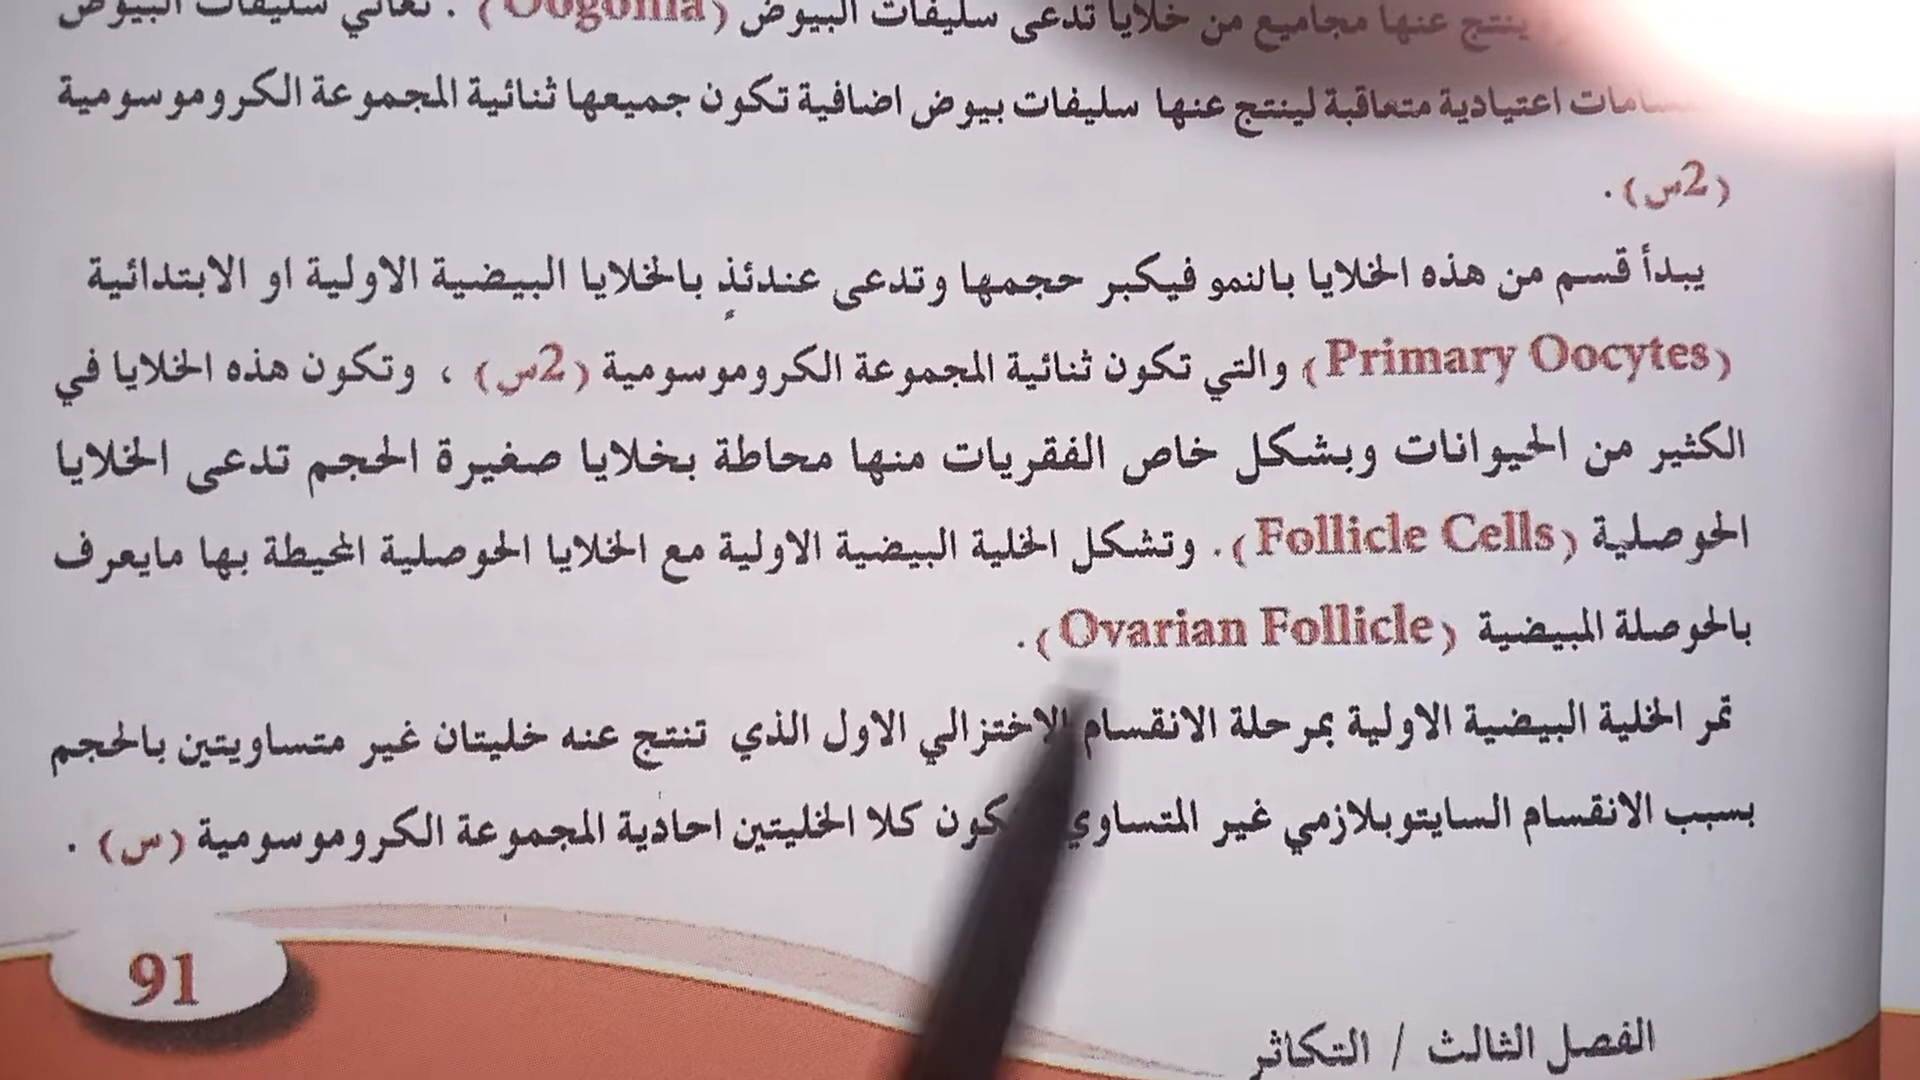 ينتج عنها مجاميع من خلايا تدعى سليفات البيوض (Oogonia) . تعاني سليفات البيوض
اعتيادية متعاقبة لينتج عنها سليفات بيوض اضافية تكون جميعها ثنائية المجموعة الكروموسومية
(2س) .
يبدأ قسم من هذه الخلايا بالنمو فيكبر حجمها وتدعى عندئذٍ بالخلايا البيضية الاولية او الابتدائية
(Primary Oocytes) والتي تكون ثنائية المجموعة الكروموسومية (2س) ، وتكون هذه الخلايا في
الكثير من الحيوانات وبشكل خاص الفقريات منها محاطة بخلايا صغيرة الحجم تدعى الخلايا
الحوصلية (Follicle Cells) . وتشكل الخلية البيضية الاولية مع الخلايا الحوصلية المحيطة بها مايعرف
بالحوصلة المبيضية (Ovarian Follicle) .
تمر الخلية البيضية الاولية بمرحلة الانقسام الاختزالي الاول الذي تنتج عنه خليتان غير متساويتين بالحجم
بسبب الانقسام السايتوبلازمي غير المتساوي كلا الخليتين احادية المجموعة الكروموسومية (س) .
91
الفصل الثالث / التكاثر